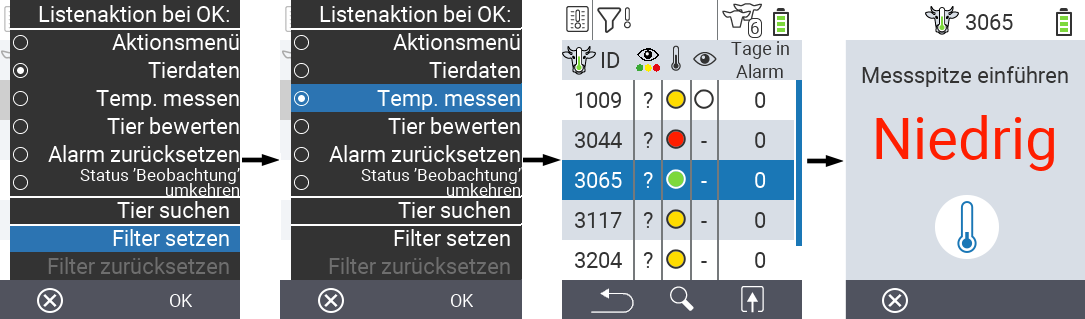 Listenaktion bei OK:
Aktionsmenü
Tierdaten
Temp. messen
Tier bewerten
Alarm zurücksetzen
Status 'Beobachtung'
umkehren
Tier suchen
Filter setzen
Filter zurücksetzen
OK
Listenaktion bei OK:
Aktionsmenü
Tierdaten
Temp. messen
Tier bewerten
Alarm zurücksetzen
Status 'Beobachtung'
umkehren
Tier suchen
Filter setzen
Filter zurücksetzen
OK
6
ID Tage in
Alarm
1009 ? 0
3044 ? - 0
3065 ? - 0
3117 ? - 0
3204 ? - 0
3065
Messspitze einführen
Niedrig